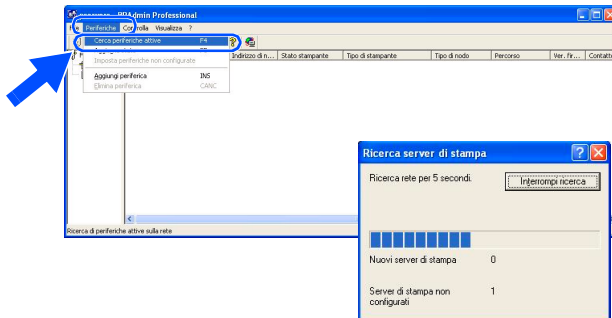 BRAdmin Professional
File Periferiche Controlla Visualizza ?
Cerca periferiche attive F4
Imposta periferiche non configurate
Aggiungi periferica INS
Elimina periferica CANC
Indirizzo di n... Stato stampante Tipo di stampante Tipo di nodo Percorso Ver. fir... Contatto
Ricerca di periferiche attive sulla rete
Ricerca server di stampa
Ricerca rete per 5 secondi.
Interrompi ricerca
Nuovi server di stampa 0
Server di stampa non 1
configurati